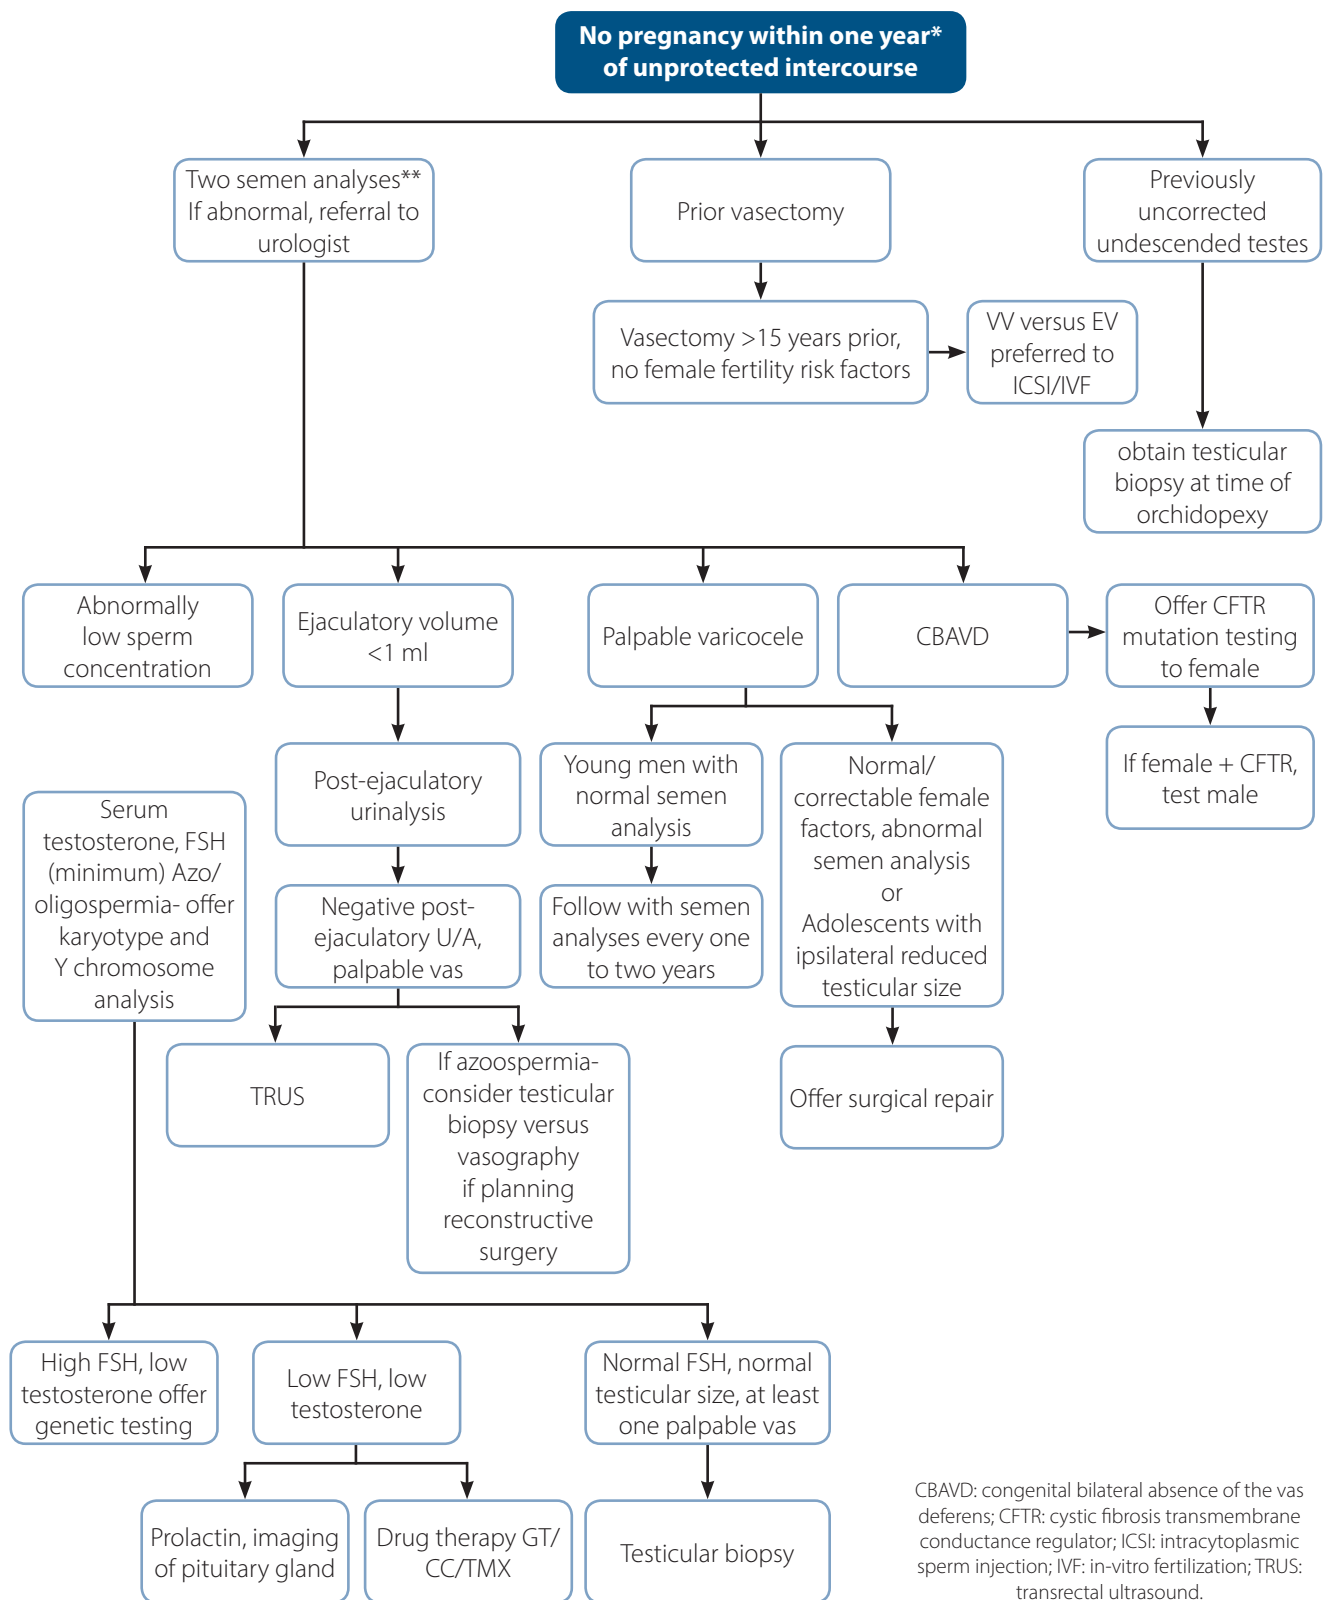 No pregnancy within one year*
of unprotected intercourse
Two semen analyses**
If abnormal, referral to
urologist
Prior vasectomy
Previously
uncorrected
undescended testes
Vasectomy >15 years prior,
no female fertility risk factors
VV versus EV
preferred to
ICSI/IVF
obtain testicular
biopsy at time of
orchidopexy
Abnormally
low sperm
concentration
Ejaculatory volume
<1 ml
Palpable varicocele
CBAVD
Offer CFTR
mutation testing
to female
Post-ejaculatory
urinalysis
Young men with
normal semen
analysis
Normal/
correctable female
factors, abnormal
semen analysis
or
Adolescents with
ipsilateral reduced
testicular size
If female + CFTR,
test male
Serum
testosterone, FSH
(minimum) Azo/
oligospermia- offer
karyotype and
Y chromosome
analysis
Negative post-
ejaculatory U/A,
palpable vas
Follow with semen
analyses every one
to two years
TRUS
If azoospermia-
consider testicular
biopsy versus
vasography
if planning
reconstructive
surgery
Offer surgical repair
High FSH, low
testosterone offer
genetic testing
Low FSH, low
testosterone
Normal FSH, normal
testicular size, at least
one palpable vas
Prolactin, imaging
of pituitary gland
Drug therapy GT/
CC/TMX
Testicular biopsy
CBAVD: congenital bilateral absence of the vas
deferens; CFTR: cystic fibrosis transmembrane
conductance regulator; ICSI: intracytoplasmic
sperm injection; IVF: in-vitro fertilization; TRUS:
transrectal ultrasound.